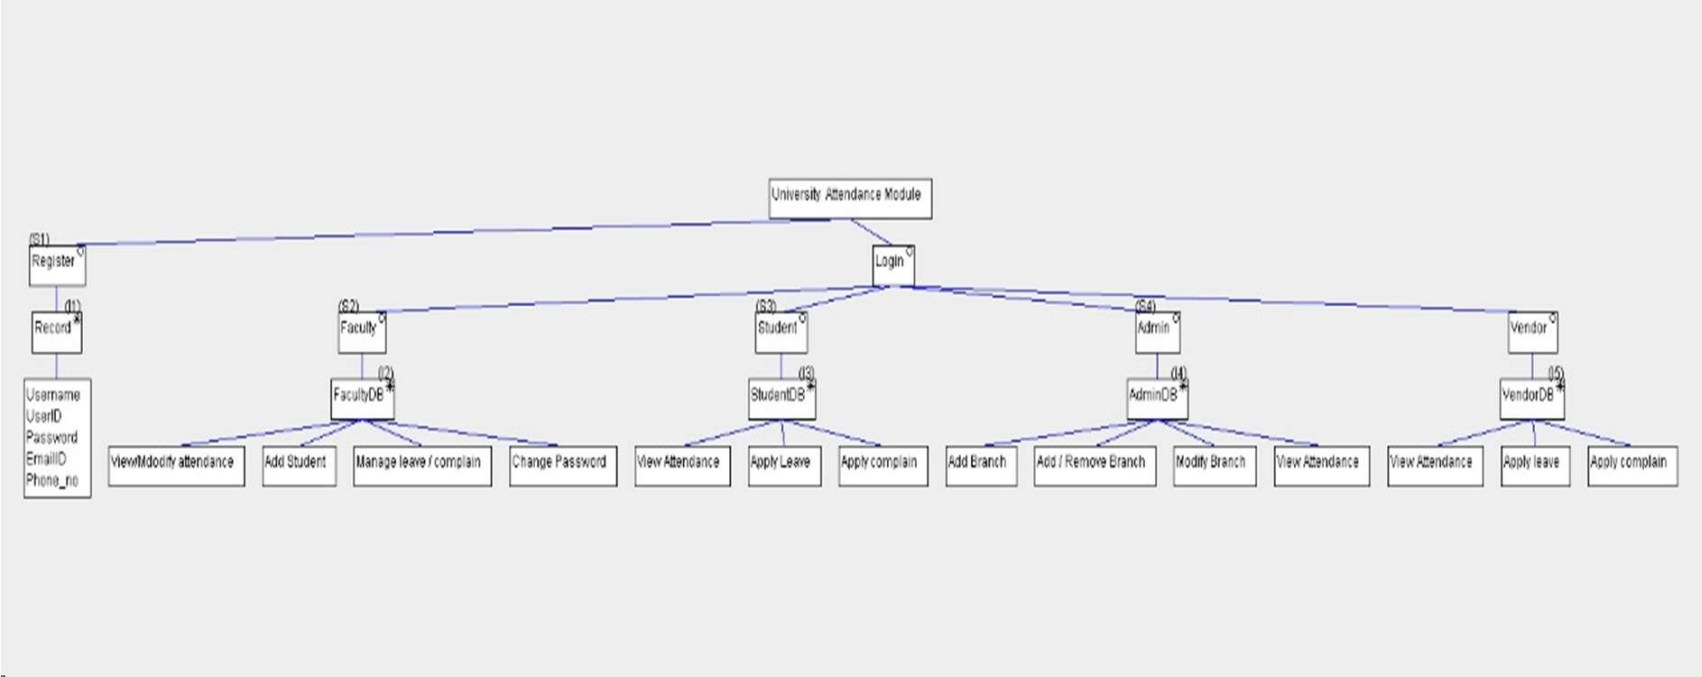 University Attendance Module
(S1)
Register
Login
(I1)
Record
(S2)
Faculty
(S3)
Student
(S4)
Admin
Vendor
Username
UserID
Password
EmailID
Phone_no
(I2)
FacultyDB
(I3)
StudentDB
(I4)
AdminDB
(I5)
VendorDB
View/Mdodify attendance
Add Student
Manage leave / complain
Change Password
View Attendance
Apply Leave
Apply complain
Add Branch
Add / Remove Branch
Modify Branch
View Attendance
View Attendance
Apply leave
Apply complain